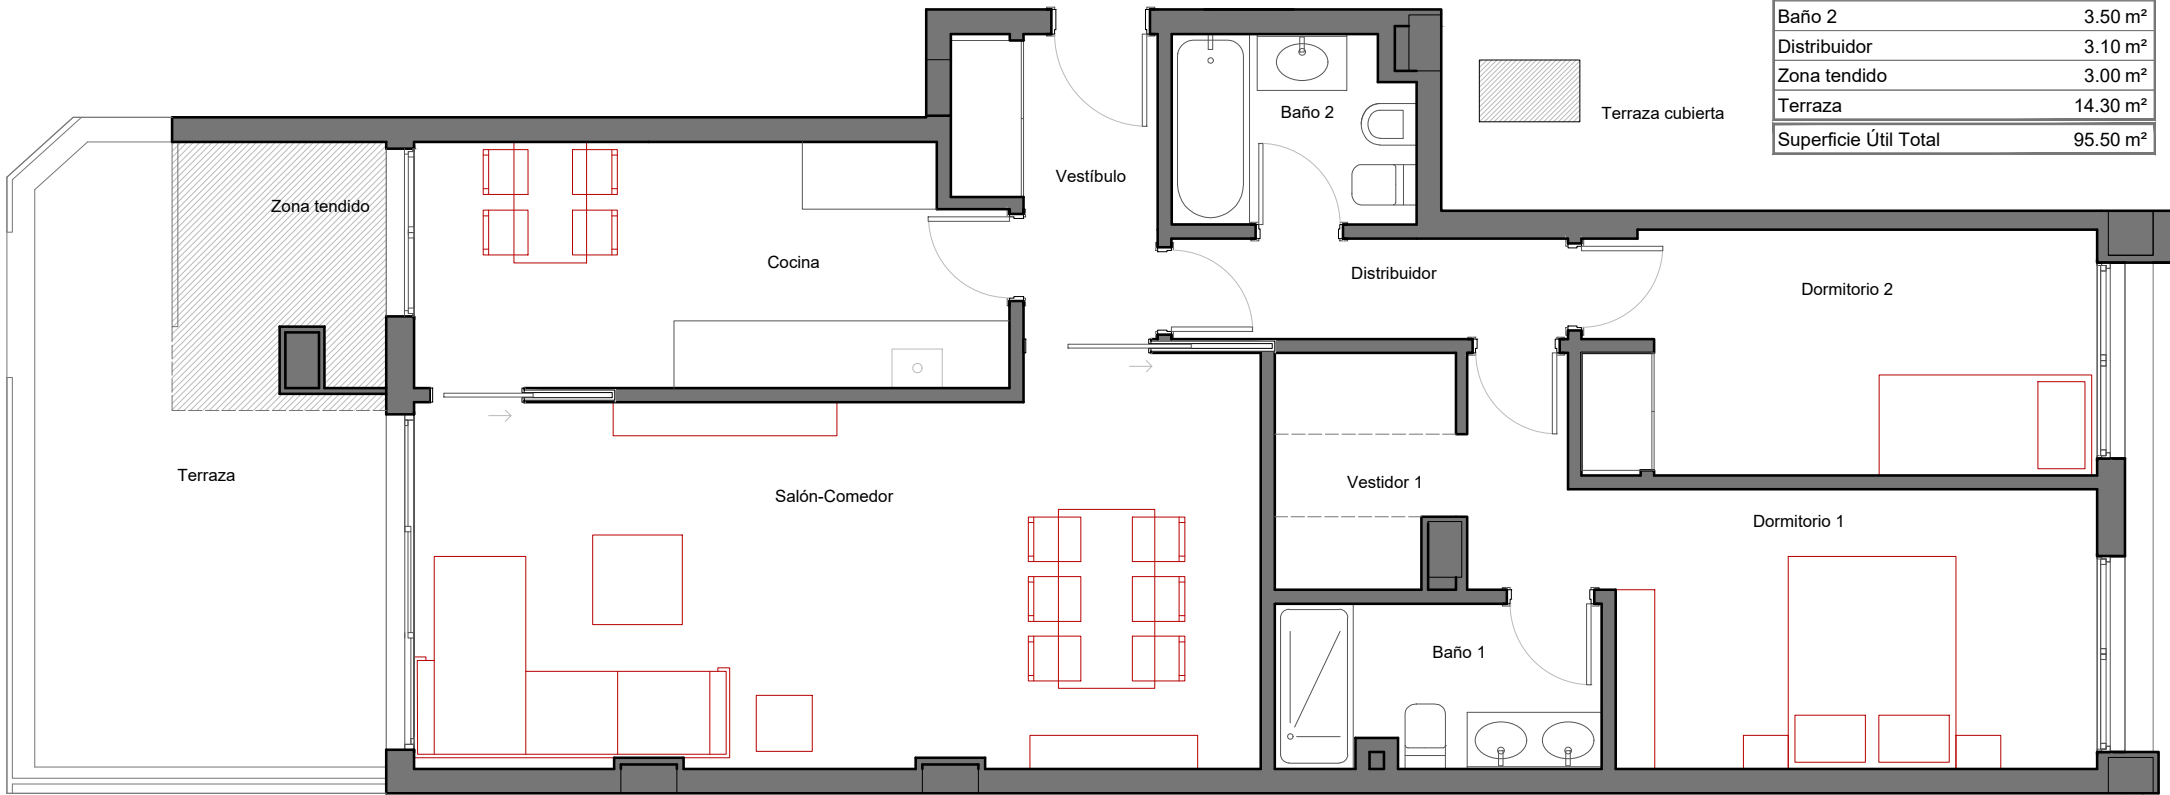 Baño 2 3.50 m²
Distribuidor 3.10 m²
Zona tendido 3.00 m²
Terraza 14.30 m²
Superficie Útil Total 95.50 m²
Terraza cubierta
Baño 2
Vestíbulo
Zona tendido
Cocina
Distribuidor
Dormitorio 2
Terraza
Salón-Comedor
Vestidor 1
Dormitorio 1
Baño 1